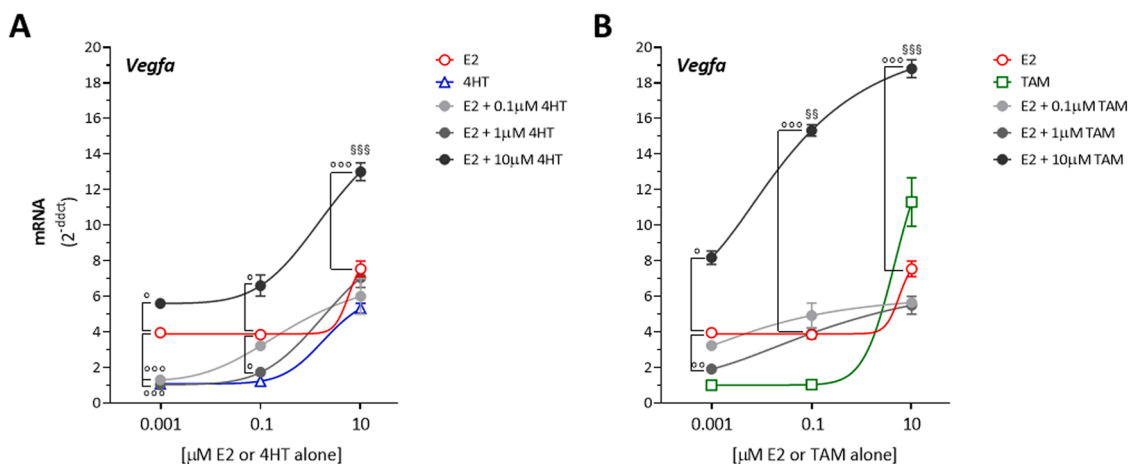 A
Vegfa
mRNA
(2^-ddct)
20
18
16
14
12
10
8
6
4
2
0
0.001
0.1
10
[µM E2 or 4HT alone]
°
°°°
°°°
°
°
°°°
§§§
E2
4HT
E2 + 0.1µM 4HT
E2 + 1µM 4HT
E2 + 10µM 4HT
B
Vegfa
20
18
16
14
12
10
8
6
4
2
0
0.001
0.1
10
[µM E2 or TAM alone]
°
°°
°°°
§§
°°°
§§§
E2
TAM
E2 + 0.1µM TAM
E2 + 1µM TAM
E2 + 10µM TAM